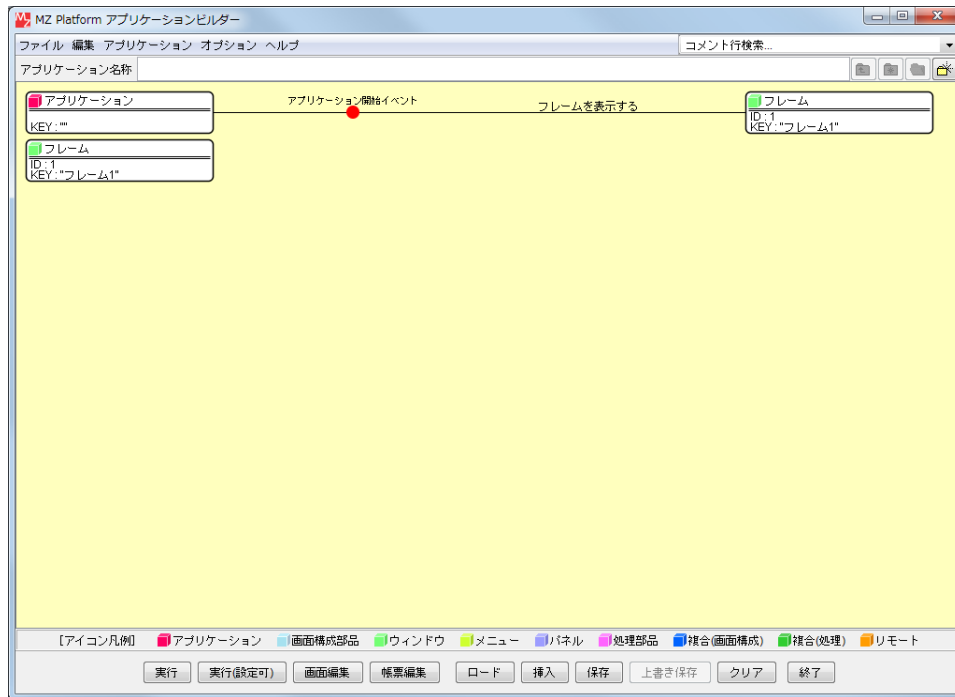 MZ Platform アプリケーションビルダー
ファイル 編集 アプリケーション オプション ヘルプ
コメント行検索...
アプリケーション名称
アプリケーション
KEY:""
アプリケーション開始イベント
フレームを表示する
フレーム
ID:1
KEY:"フレーム1"
フレーム
ID:1
KEY:"フレーム1"
[アイコン凡例] アプリケーション 画面構成部品 ウィンドウ メニュー パネル 処理部品 複合(画面構成) 複合(処理) リモート
実行 実行(設定可) 画面編集 帳票編集 ロード 挿入 保存 上書き保存 クリア 終了